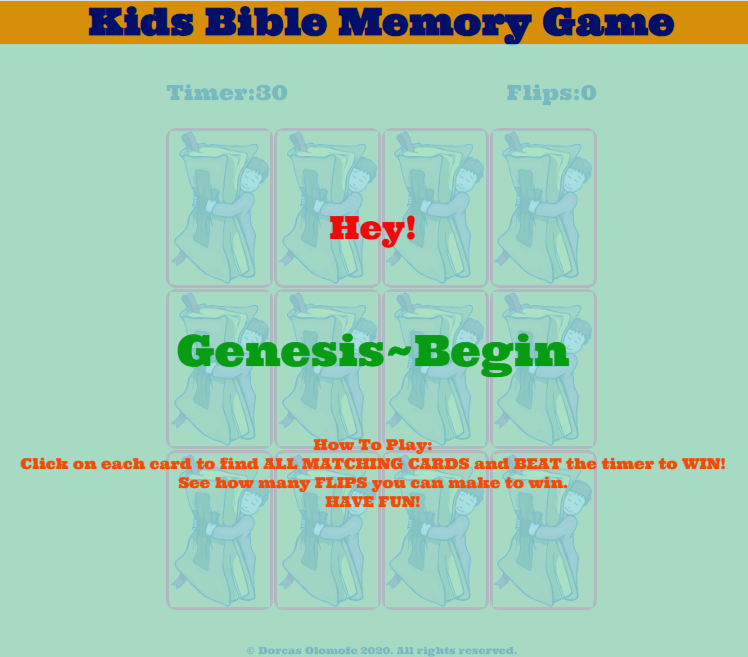 Kids Bible Memory Game
Timer:30 Flips:0
Hey!
Genesis~Begin
How To Play:
Click on each card to find ALL MATCHING CARDS and BEAT the timer to WIN!
See how many FLIPS you can make to win.
HAVE FUN!
© Dorcas Olomofe 2020. All rights reserved.